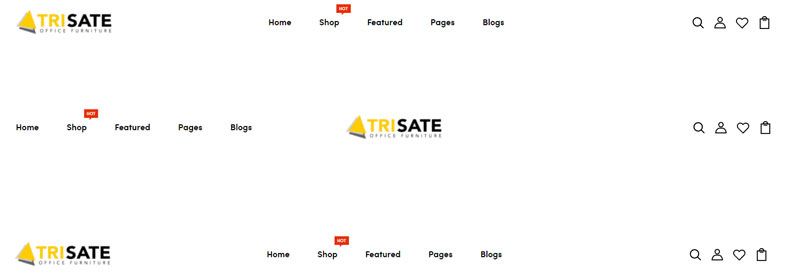 TRISATE
OFFICE FURNITURE
HOT
Home Shop Featured Pages Blogs
HOT
Home Shop Featured Pages Blogs
TRISATE
OFFICE FURNITURE
TRISATE
OFFICE FURNITURE
HOT
Home Shop Featured Pages Blogs